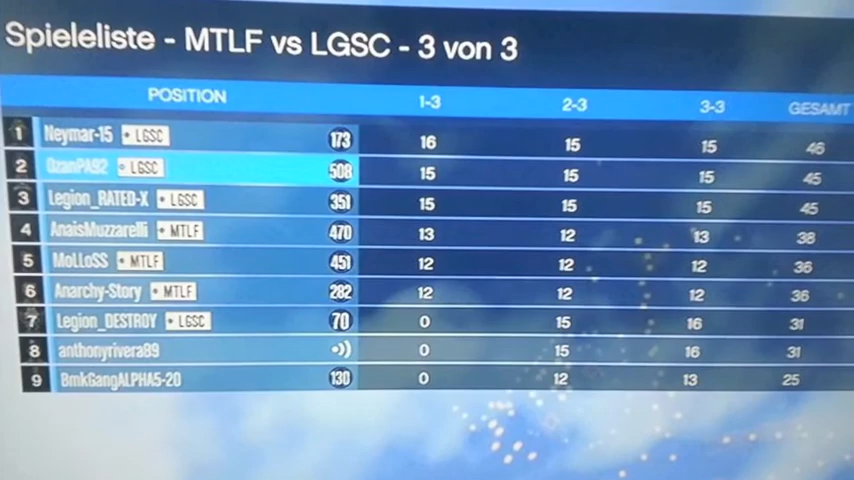 Spieleliste - MTLF vs LGSC - 3 von 3
POSITION 1-3 2-3 3-3 GESAMT
1 Neymar-15 LGSC 173 16 15 15 46
2 OzanPA92 LGSC 508 15 15 15 45
3 Legion_RATED-X LGSC 351 15 15 15 45
4 AnaisMuzzarelli MTLF 470 13 12 13 38
5 MoLLoSS MTLF 451 12 12 12 36
6 Anarchy-Story MTLF 282 12 12 12 36
7 Legion_DESTROY LGSC 70 0 15 16 31
8 anthonyrivera89 0 15 16 31
9 BmkGangALPHA5-20 130 0 12 13 25